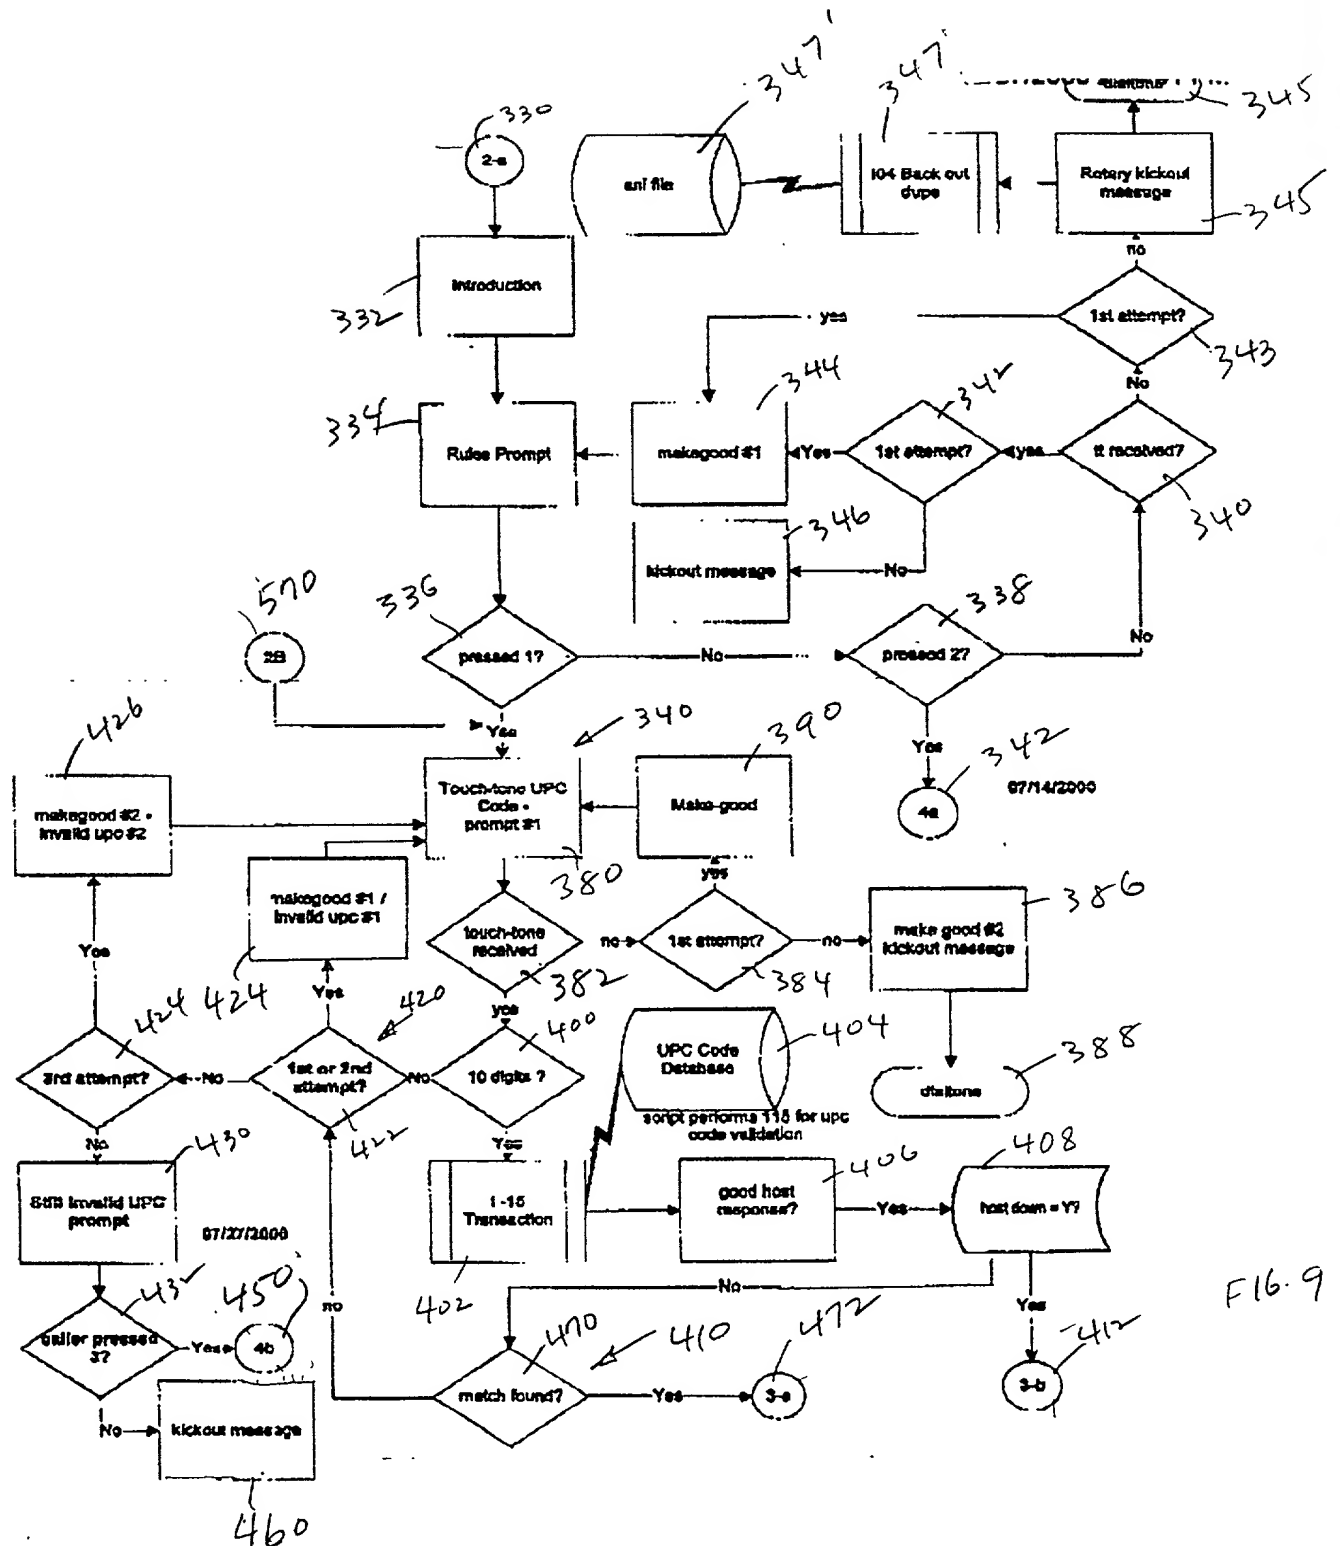 347'
347'
345
330
2-a
ani file
I04 Back out
dupe
Rotary kickout
message
345
no
Introduction
332
yes
1st attempt?
343
No
344
342
334
Rules Prompt
makegood #1
Yes
1st attempt?
yes
tt received?
340
346
kickout message
No
570
2B
336
pressed 1?
No
338
pressed 2?
No
Yes
340
390
Yes
342
4a
07/14/2000
426
makegood #2 -
invalid upc #2
Touch-tone UPC
Code -
prompt #1
Make-good
380
yes
makegood #1 /
invalid upc #1
424
Yes
touch-tone
received
382
no
1st attempt?
384
no
make good #2
kickout message
386
Yes
424
3rd attempt?
No
1st or 2nd
attempt?
422
420
No
yes
400
10 digits ?
UPC Code
Database
404
script performs 115 for upc
code validation
dialtone
388
No
430
Still invalid UPC
prompt
07/27/2000
Yes
1-15
Transaction
402
good host
response?
406
Yes
408
host down = Y?
No
Yes
432
caller pressed
3?
Yes
450'
4b
no
470
match found?
410
Yes
472
3-a
412
3-b
FIG. 9
No
kickout message
460